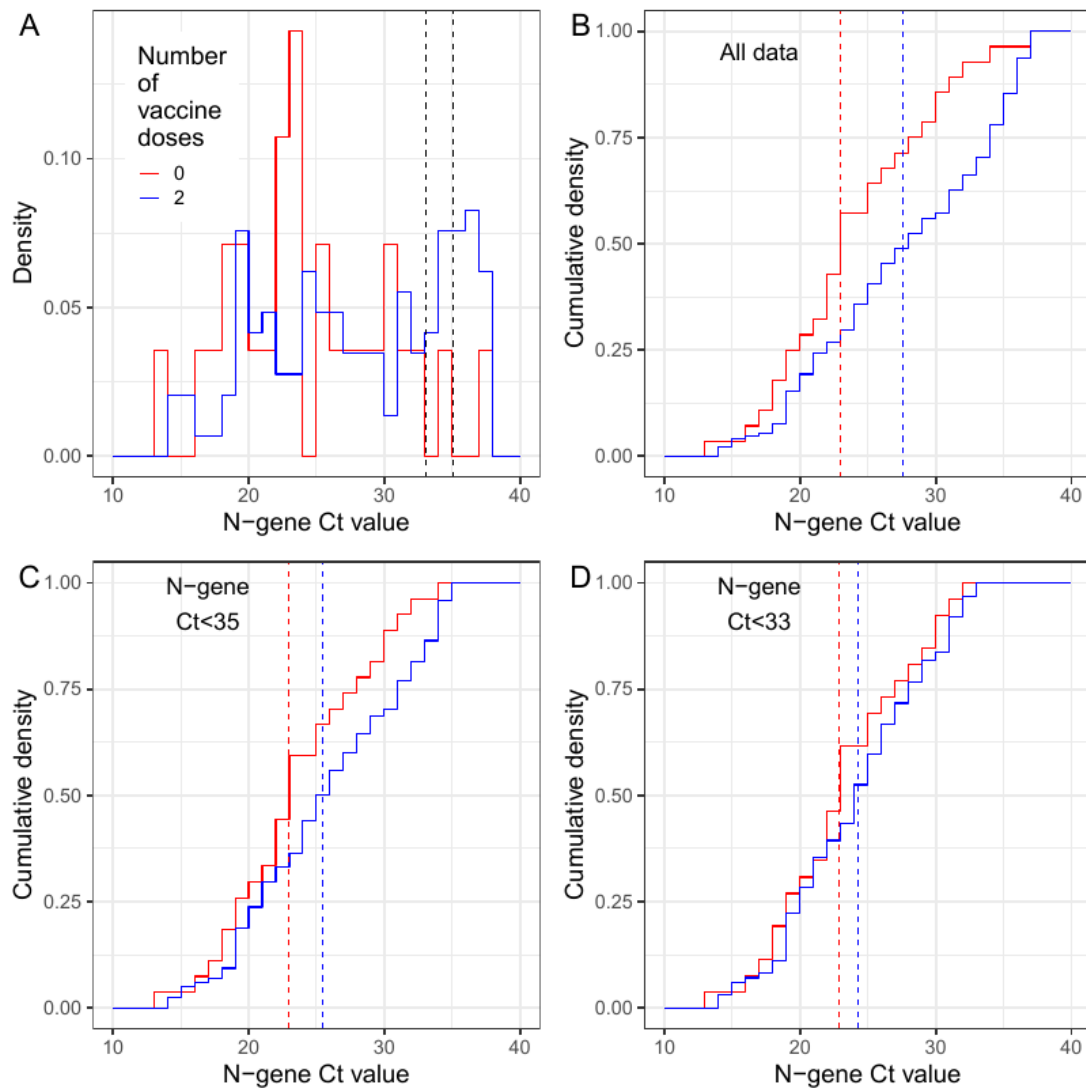 A
Number
of
vaccine
doses
0
2
0.10
0.05
0.00
Density
10 20 30 40
N−gene Ct value
B
All data
1.00
0.75
0.50
0.25
0.00
Cumulative density
10 20 30 40
N−gene Ct value
C
N−gene
Ct<35
1.00
0.75
0.50
0.25
0.00
Cumulative density
10 20 30 40
N−gene Ct value
D
N−gene
Ct<33
1.00
0.75
0.50
0.25
0.00
Cumulative density
10 20 30 40
N−gene Ct value